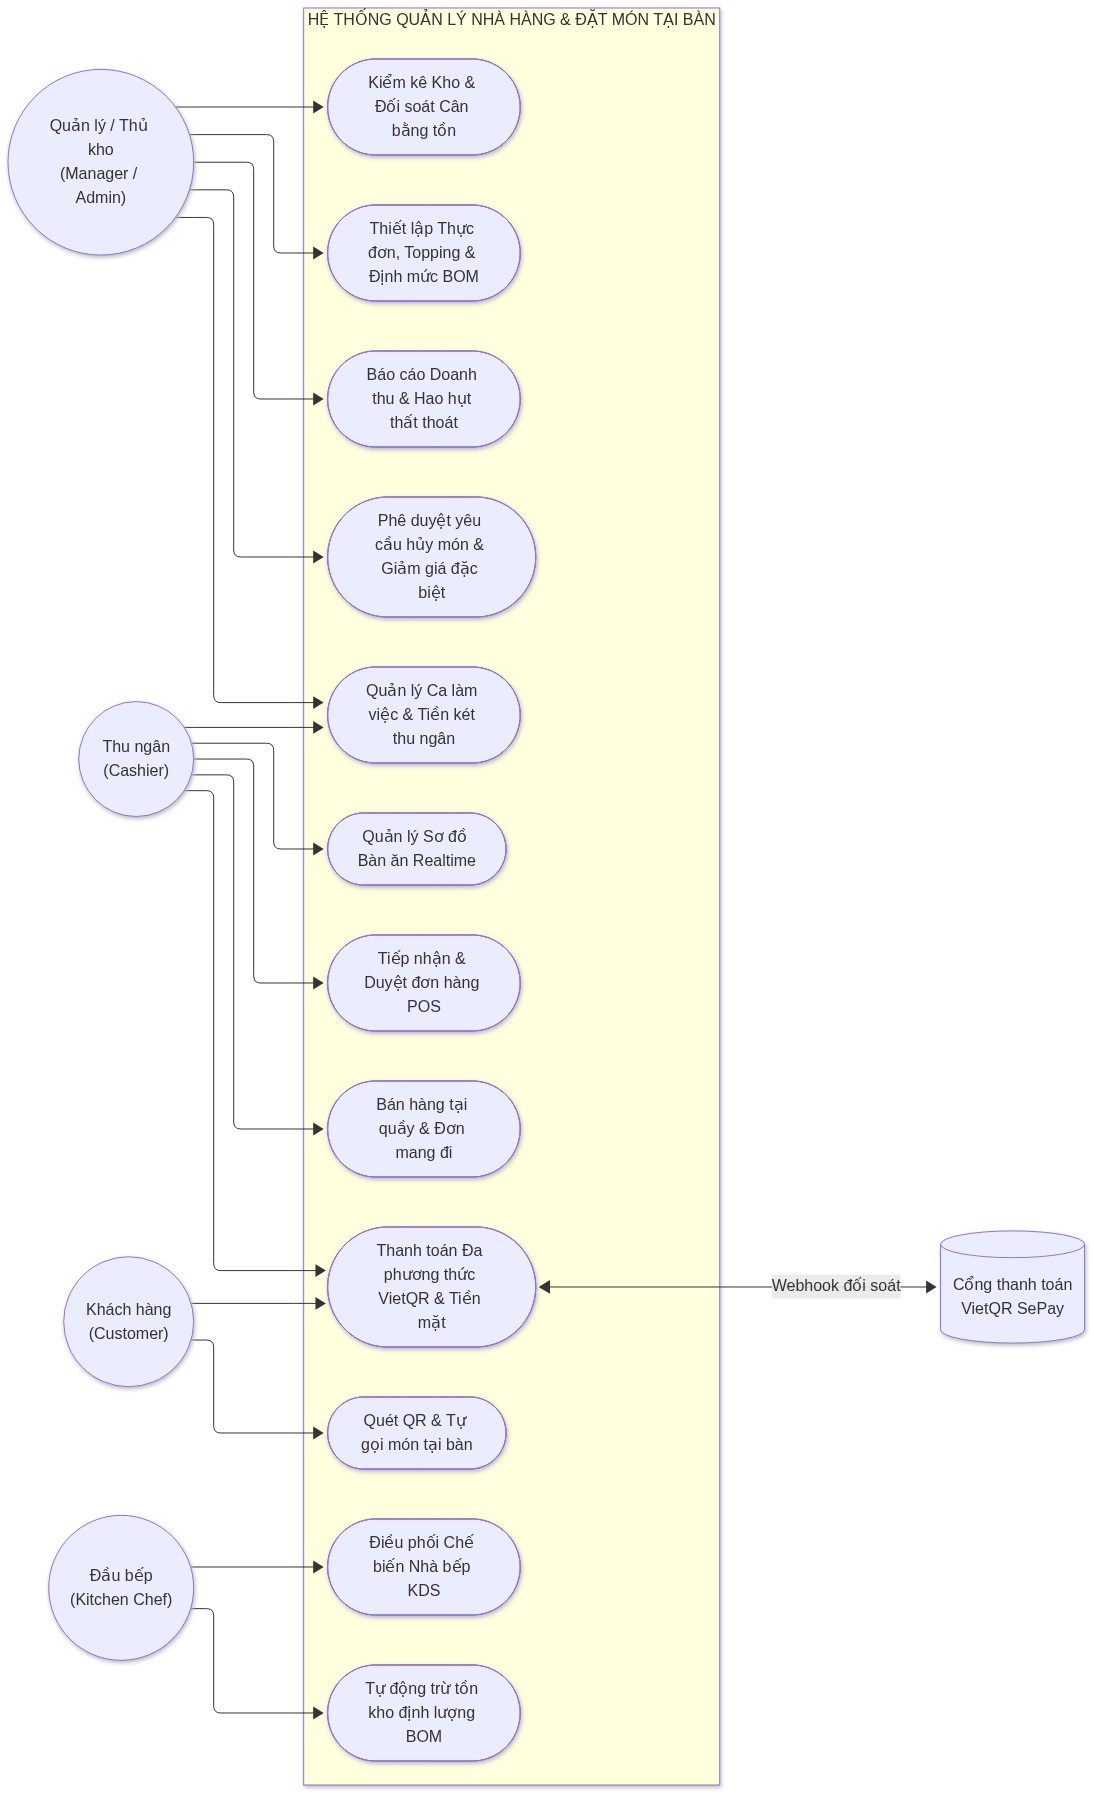 HỆ THỐNG QUẢN LÝ NHÀ HÀNG & ĐẶT MÓN TẠI BÀN
Quản lý / Thủ
kho
(Manager /
Admin)
Kiểm kê Kho &
Đối soát Cân
bằng tồn
Thiết lập Thực
đơn, Topping &
Định mức BOM
Báo cáo Doanh
thu & Hao hụt
thất thoát
Phê duyệt yêu
cầu hủy món &
Giảm giá đặc
biệt
Quản lý Ca làm
việc & Tiền két
thu ngân
Thu ngân
(Cashier)
Quản lý Sơ đồ
Bàn ăn Realtime
Tiếp nhận &
Duyệt đơn hàng
POS
Bán hàng tại
quầy & Đơn
mang đi
Thanh toán Đa
phương thức
VietQR & Tiền
mặt
Webhook đối soát
Cổng thanh toán
VietQR SePay
Khách hàng
(Customer)
Quét QR & Tự
gọi món tại bàn
Đầu bếp
(Kitchen Chef)
Điều phối Chế
biến Nhà bếp
KDS
Tự động trừ tồn
kho định lượng
BOM